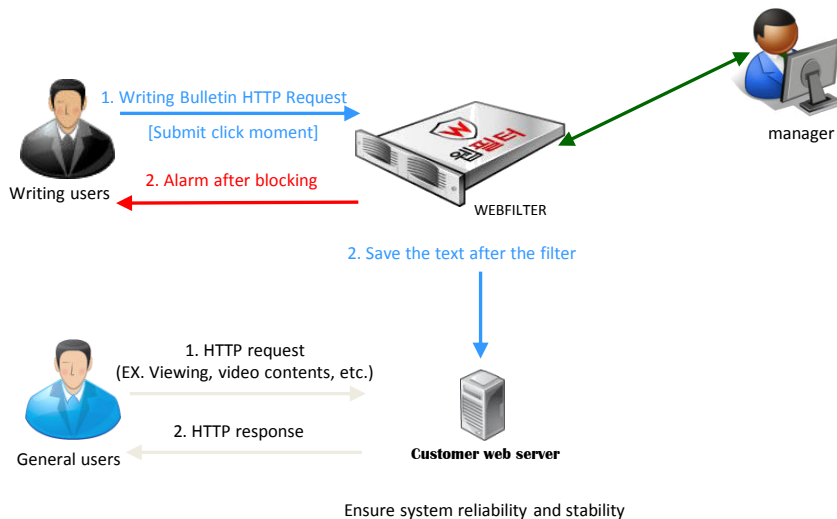 1. Writing Bulletin HTTP Request
[Submit click moment]
2. Alarm after blocking
Writing users
W
웹필터
WEBFILTER
manager
2. Save the text after the filter
1. HTTP request
(EX. Viewing, video contents, etc.)
2. HTTP response
General users
Customer web server
Ensure system reliability and stability